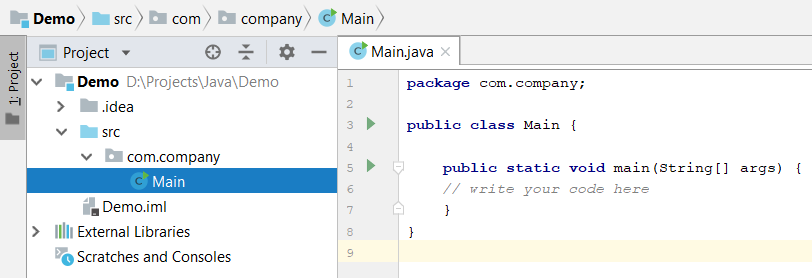 Demo src com company Main
1: Project
Project
Demo D:\Projects\Java\Demo
.idea
src
com.company
Main
Demo.iml
External Libraries
Scratches and Consoles
Main.java
1 package com.company;
2
3 public class Main {
4
5 public static void main(String[] args) {
6 // write your code here
7 }
8 }
9